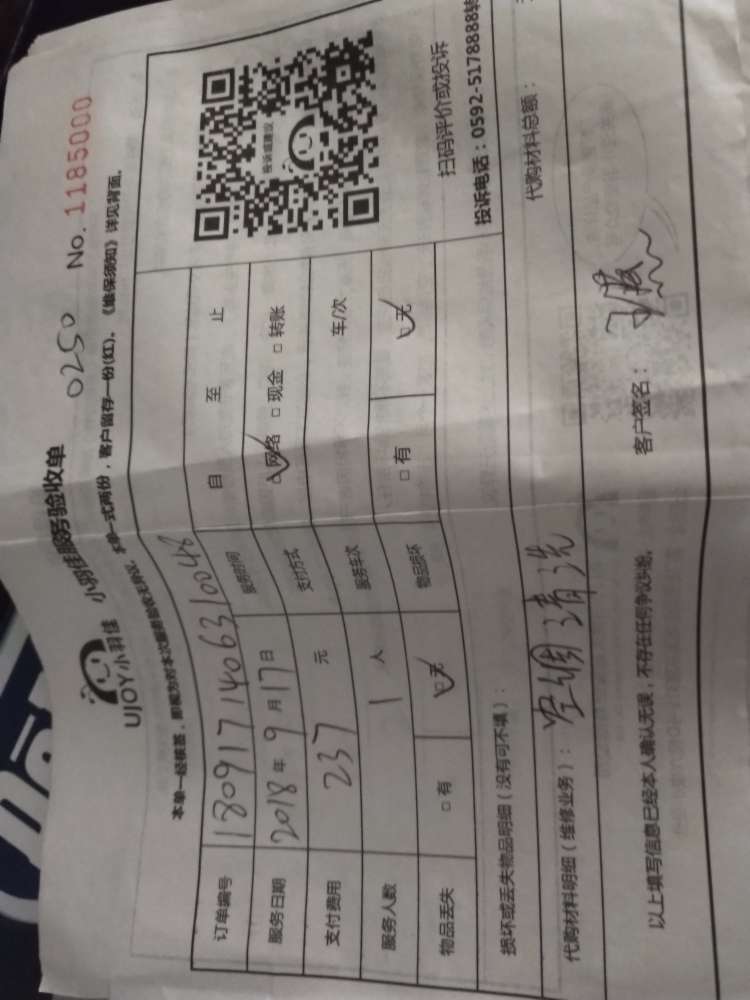 UJOY小羽佳 小羽佳服务验收单 0250 No.1185000
本单一式两份,客户留存一份(红)。《维保须知》详见背面。
订单编号 1809171406310048 服务时间 自 至 止
服务日期 2018年9月17日 支付方式 网络 □现金 □转账
支付费用 237元 服务车次 车/次
服务人数 1人 物品损坏 □有 □无
物品丢失 □有 □无
投诉或建议
扫码评价或投诉
投诉电话:0592-5178888转
损坏或丢失物品明细(没有可不填):
代购材料明细(维修业务): 空调清洗 代购材料总额:
以上填写信息已经本人确认无误,不存在任何争议纠纷。 客户签名: